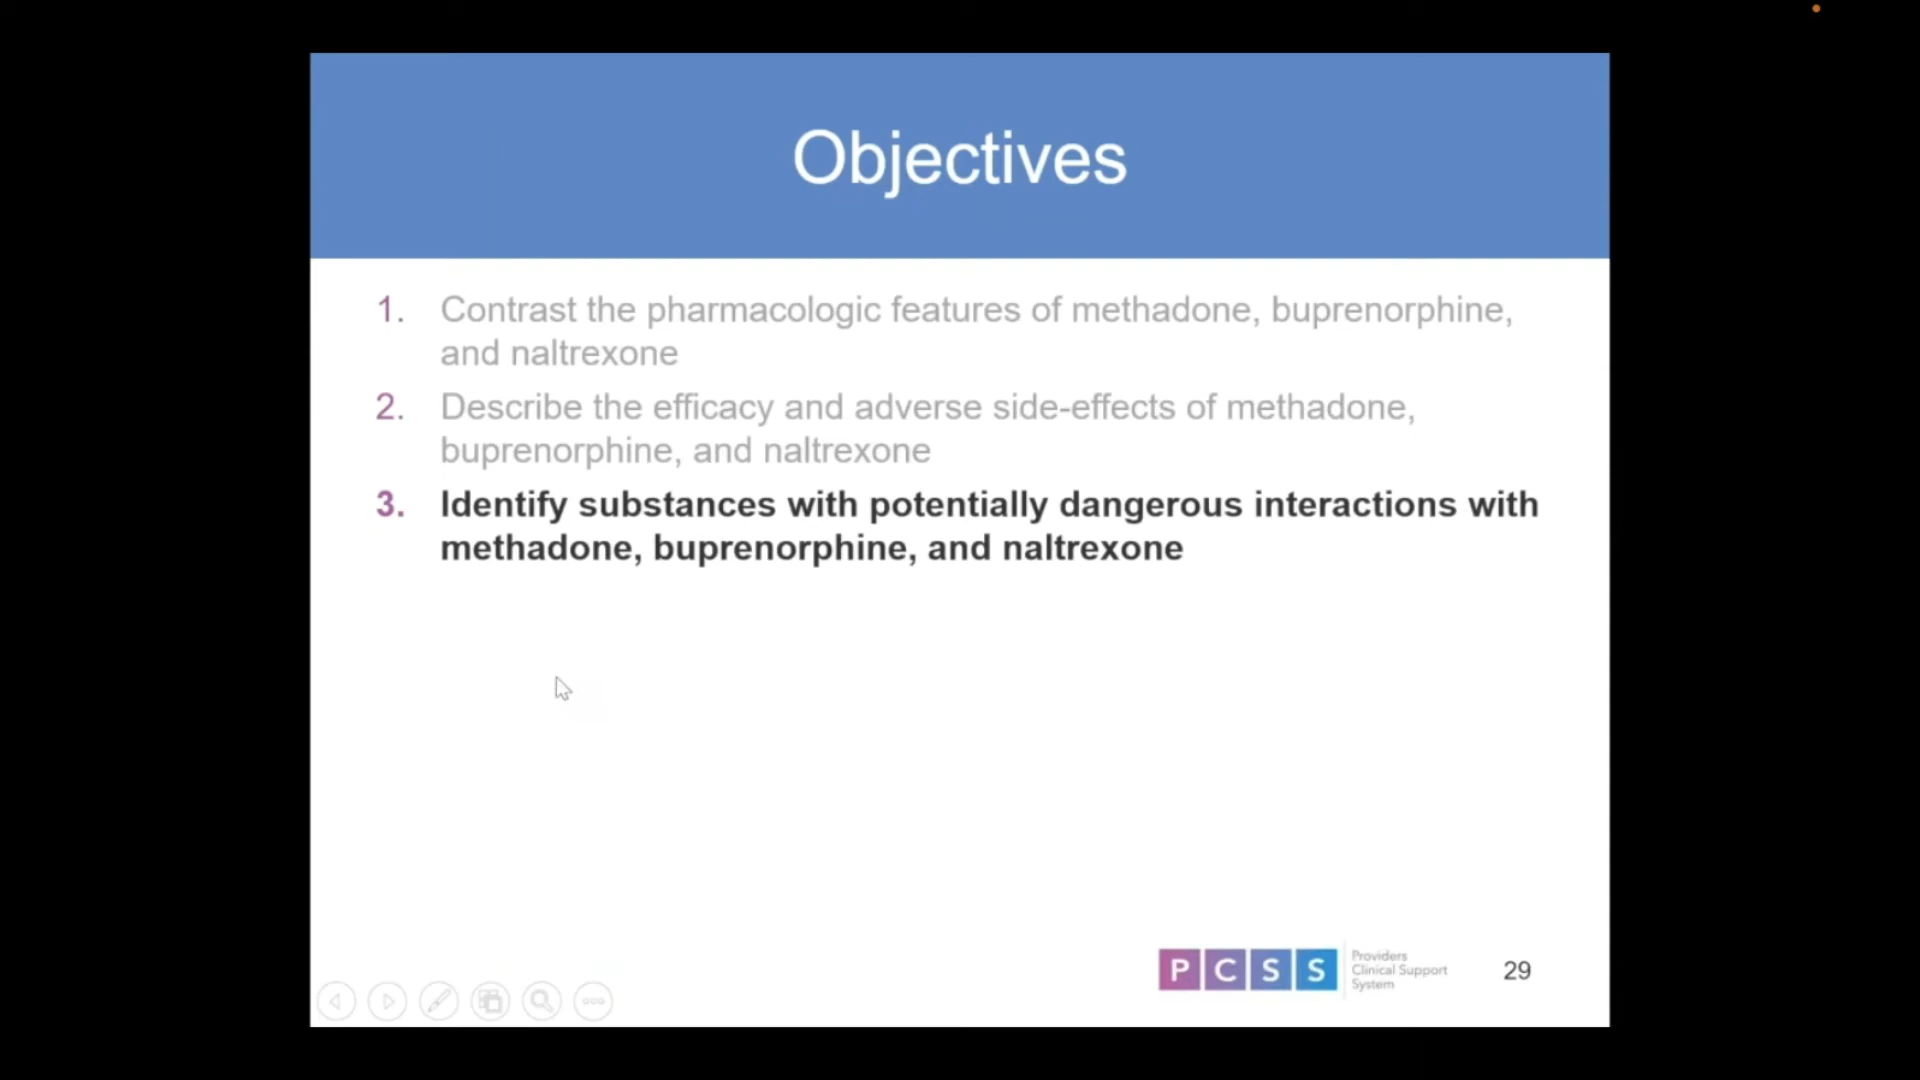 Objectives
1. Contrast the pharmacologic features of methadone, buprenorphine,
and naltrexone
2. Describe the efficacy and adverse side-effects of methadone,
buprenorphine, and naltrexone
3. Identify substances with potentially dangerous interactions with
methadone, buprenorphine, and naltrexone
PCSS
Providers
Clinical Support
System
29